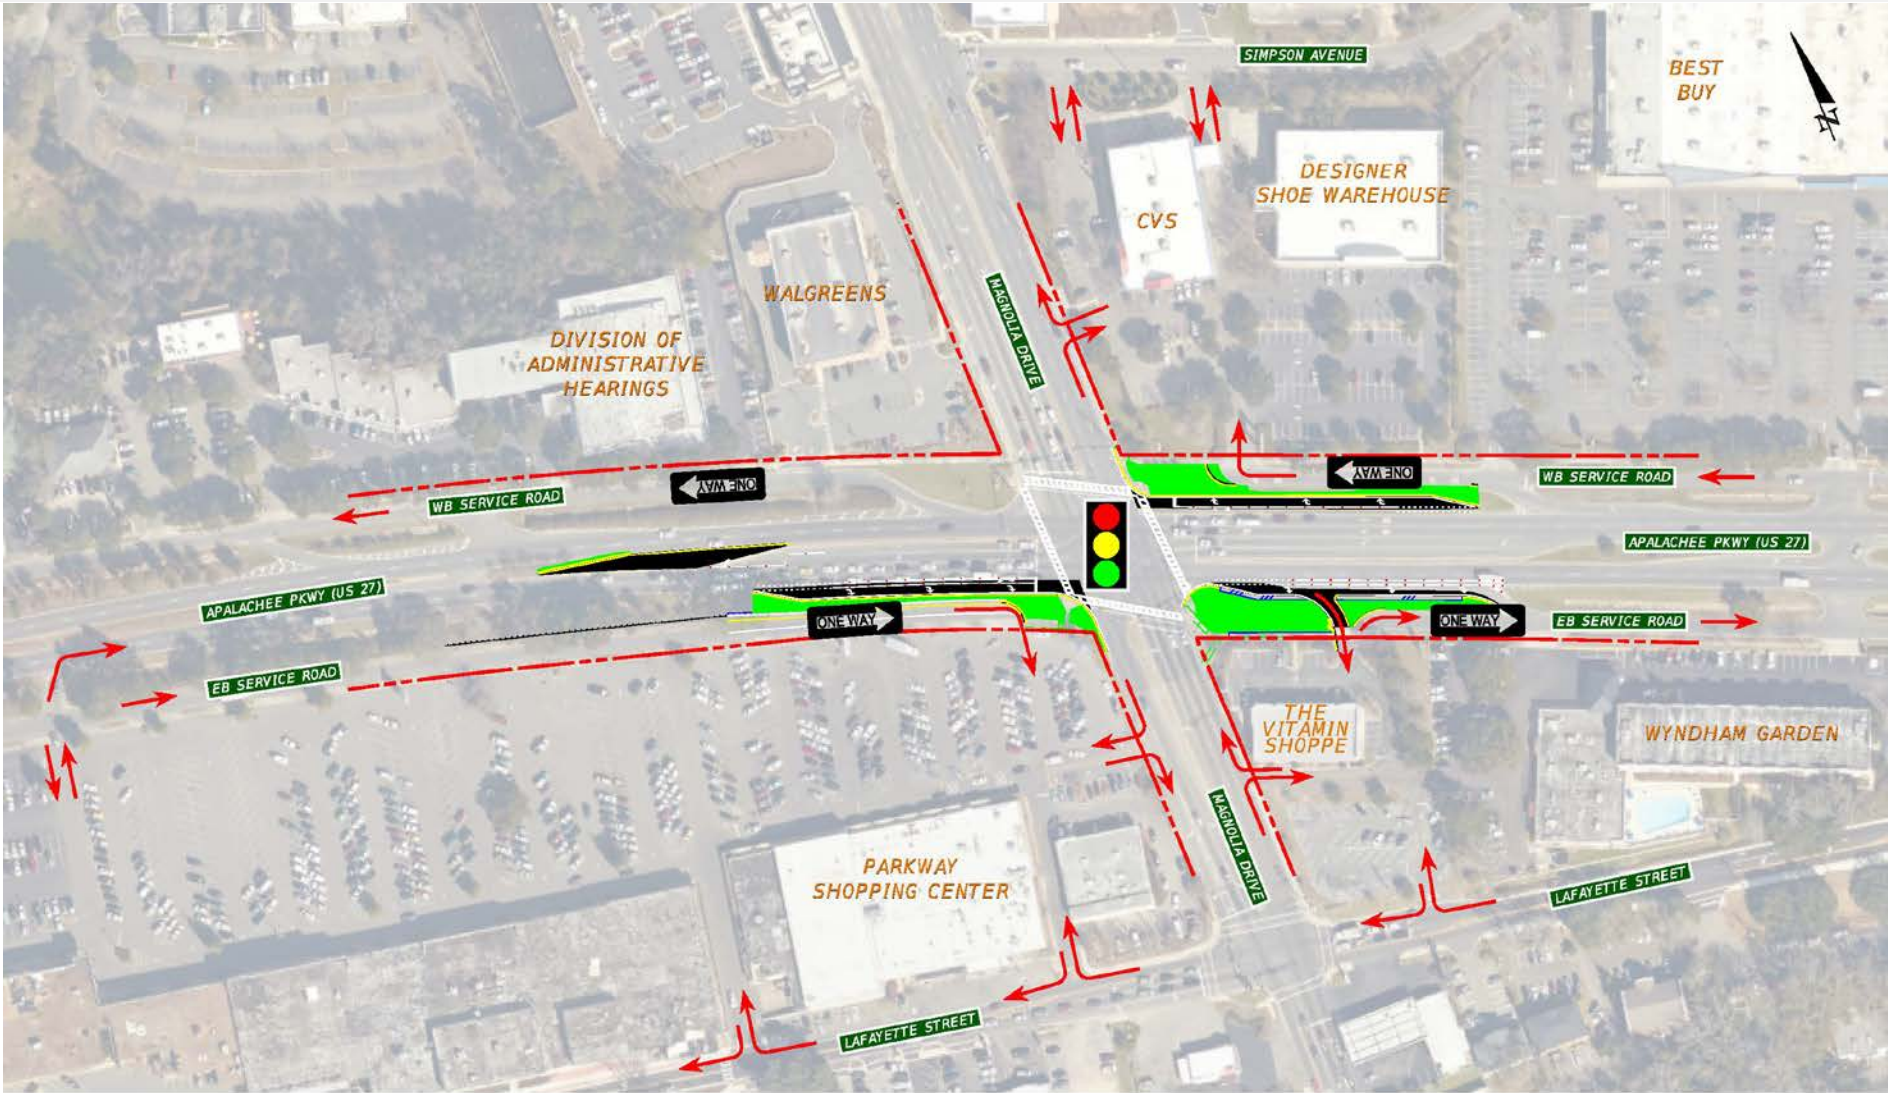 SIMPSON AVENUE
BEST
BUY
N
DESIGNER
SHOE WAREHOUSE
CVS
WALGREENS
MAGNOLIA DRIVE
DIVISION OF
ADMINISTRATIVE
HEARINGS
WB SERVICE ROAD
ONE WAY
ONE WAY
WB SERVICE ROAD
APALACHEE PKWY (US 27)
APALACHEE PKWY (US 27)
ONE WAY
ONE WAY
EB SERVICE ROAD
EB SERVICE ROAD
THE
VITAMIN
SHOPPE
WYNDHAM GARDEN
MAGNOLIA DRIVE
PARKWAY
SHOPPING CENTER
LAFAYETTE STREET
LAFAYETTE STREET